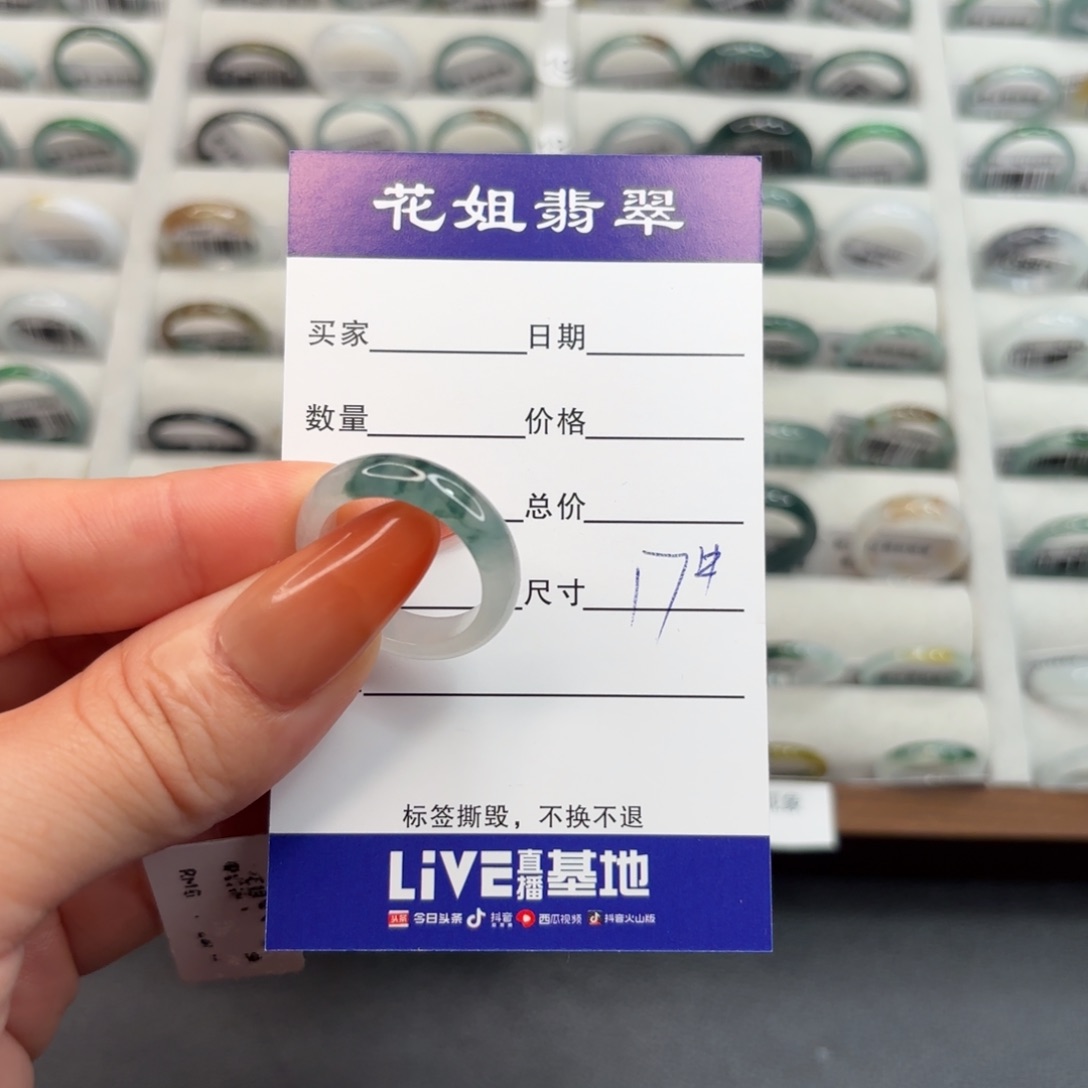 花姐翡翠
买家 日期
数量 价格
总价
尺寸 17#
标签撕毁，不换不退
LiVE直播基地
头条 今日头条 抖音 西瓜视频 抖音火山版